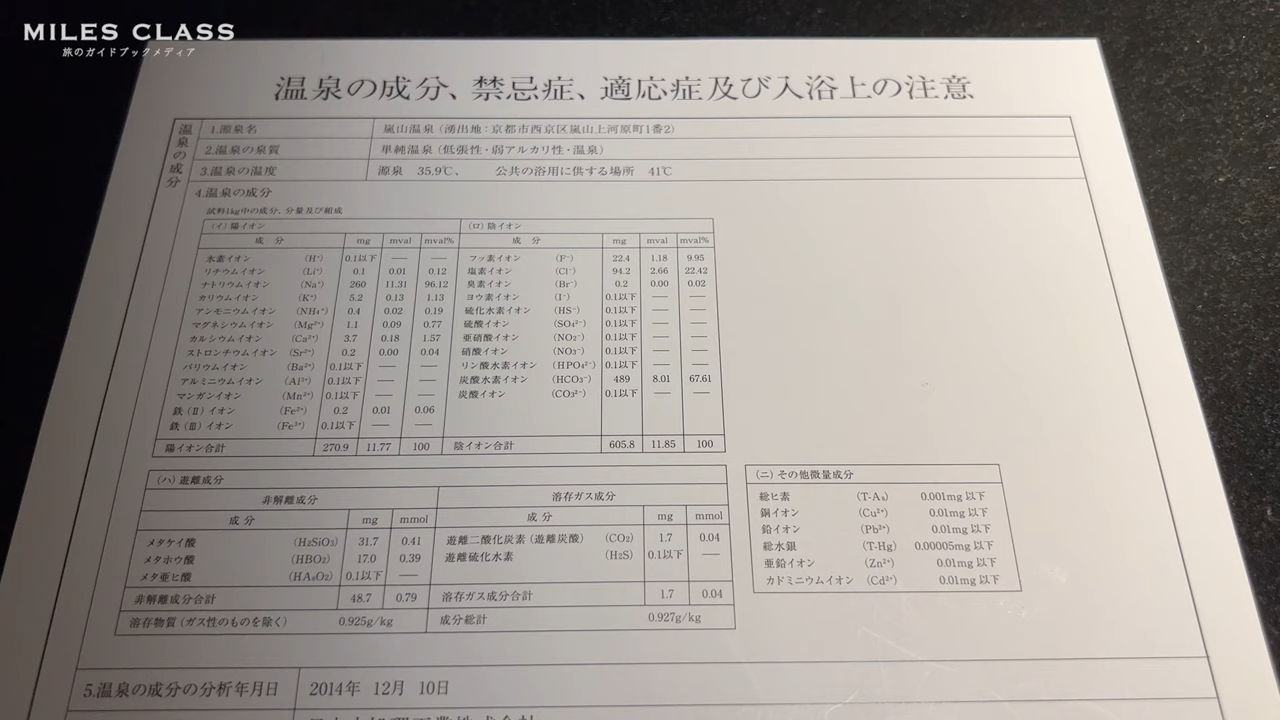 MILES CLASS
旅のガイドブックメディア
温泉の成分、禁忌症、適応症及び入浴上の注意
温泉の成分
1.源泉名 嵐山温泉（湧出地：京都市西京区嵐山上河原町1番2）
2.温泉の泉質 単純温泉（低張性・弱アルカリ性・温泉）
3.温泉の温度 源泉 35.9℃、 公共の浴用に供する場所 41℃
4.温泉の成分
試料1kg中の成分、分量及び組成
（イ）陽イオン
成 分 mg mval mval%
水素イオン （H⁺） 0.1以下 ― ―
リチウムイオン （Li⁺） 0.1 0.01 0.12
ナトリウムイオン （Na⁺） 260 11.31 96.12
カリウムイオン （K⁺） 5.2 0.13 1.13
アンモニウムイオン （NH₄⁺） 0.4 0.02 0.19
マグネシウムイオン （Mg²⁺） 1.1 0.09 0.77
カルシウムイオン （Ca²⁺） 3.7 0.18 1.57
ストロンチウムイオン （Sr²⁺） 0.2 0.00 0.04
バリウムイオン （Ba²⁺） 0.1以下 ― ―
アルミニウムイオン （Al³⁺） 0.1以下 ― ―
マンガンイオン （Mn²⁺） 0.1以下 ― ―
鉄（Ⅱ）イオン （Fe²⁺） 0.2 0.01 0.06
鉄（Ⅲ）イオン （Fe³⁺） 0.1以下 ― ―
陽イオン合計 270.9 11.77 100
（ロ）陰イオン
成 分 mg mval mval%
フッ素イオン （F⁻） 22.4 1.18 9.95
塩素イオン （Cl⁻） 94.2 2.66 22.42
臭素イオン （Br⁻） 0.2 0.00 0.02
ヨウ素イオン （I⁻） 0.1以下 ― ―
硫化水素イオン （HS⁻） 0.1以下 ― ―
硫酸イオン （SO₄²⁻） 0.1以下 ― ―
亜硝酸イオン （NO₂⁻） 0.1以下 ― ―
硝酸イオン （NO₃⁻） 0.1以下 ― ―
リン酸水素イオン （HPO₄²⁻） 0.1以下 ― ―
炭酸水素イオン （HCO₃⁻） 489 8.01 67.61
炭酸イオン （CO₃²⁻） 0.1以下 ― ―
陰イオン合計 605.8 11.85 100
（ハ）遊離成分
非解離成分
成 分 mg mmol
メタケイ酸 （H₂SiO₃） 31.7 0.41
メタホウ酸 （HBO₂） 17.0 0.39
メタ亜ヒ酸 （HAsO₂） 0.1以下 ―
非解離成分合計 48.7 0.79
溶存物質（ガス性のものを除く） 0.925g/kg
溶存ガス成分
成 分 mg mmol
遊離二酸化炭素（遊離炭酸） （CO₂） 1.7 0.04
遊離硫化水素 （H₂S） 0.1以下 ―
溶存ガス成分合計 1.7 0.04
成分総計 0.927g/kg
（ニ）その他微量成分
総ヒ素 （T-As） 0.001mg 以下
銅イオン （Cu²⁺） 0.01mg 以下
鉛イオン （Pb²⁺） 0.01mg 以下
総水銀 （T-Hg） 0.00005mg 以下
亜鉛イオン （Zn²⁺） 0.01mg 以下
カドミニウムイオン （Cd²⁺） 0.01mg 以下
5.温泉の成分の分析年月日 2014年 12月 10日